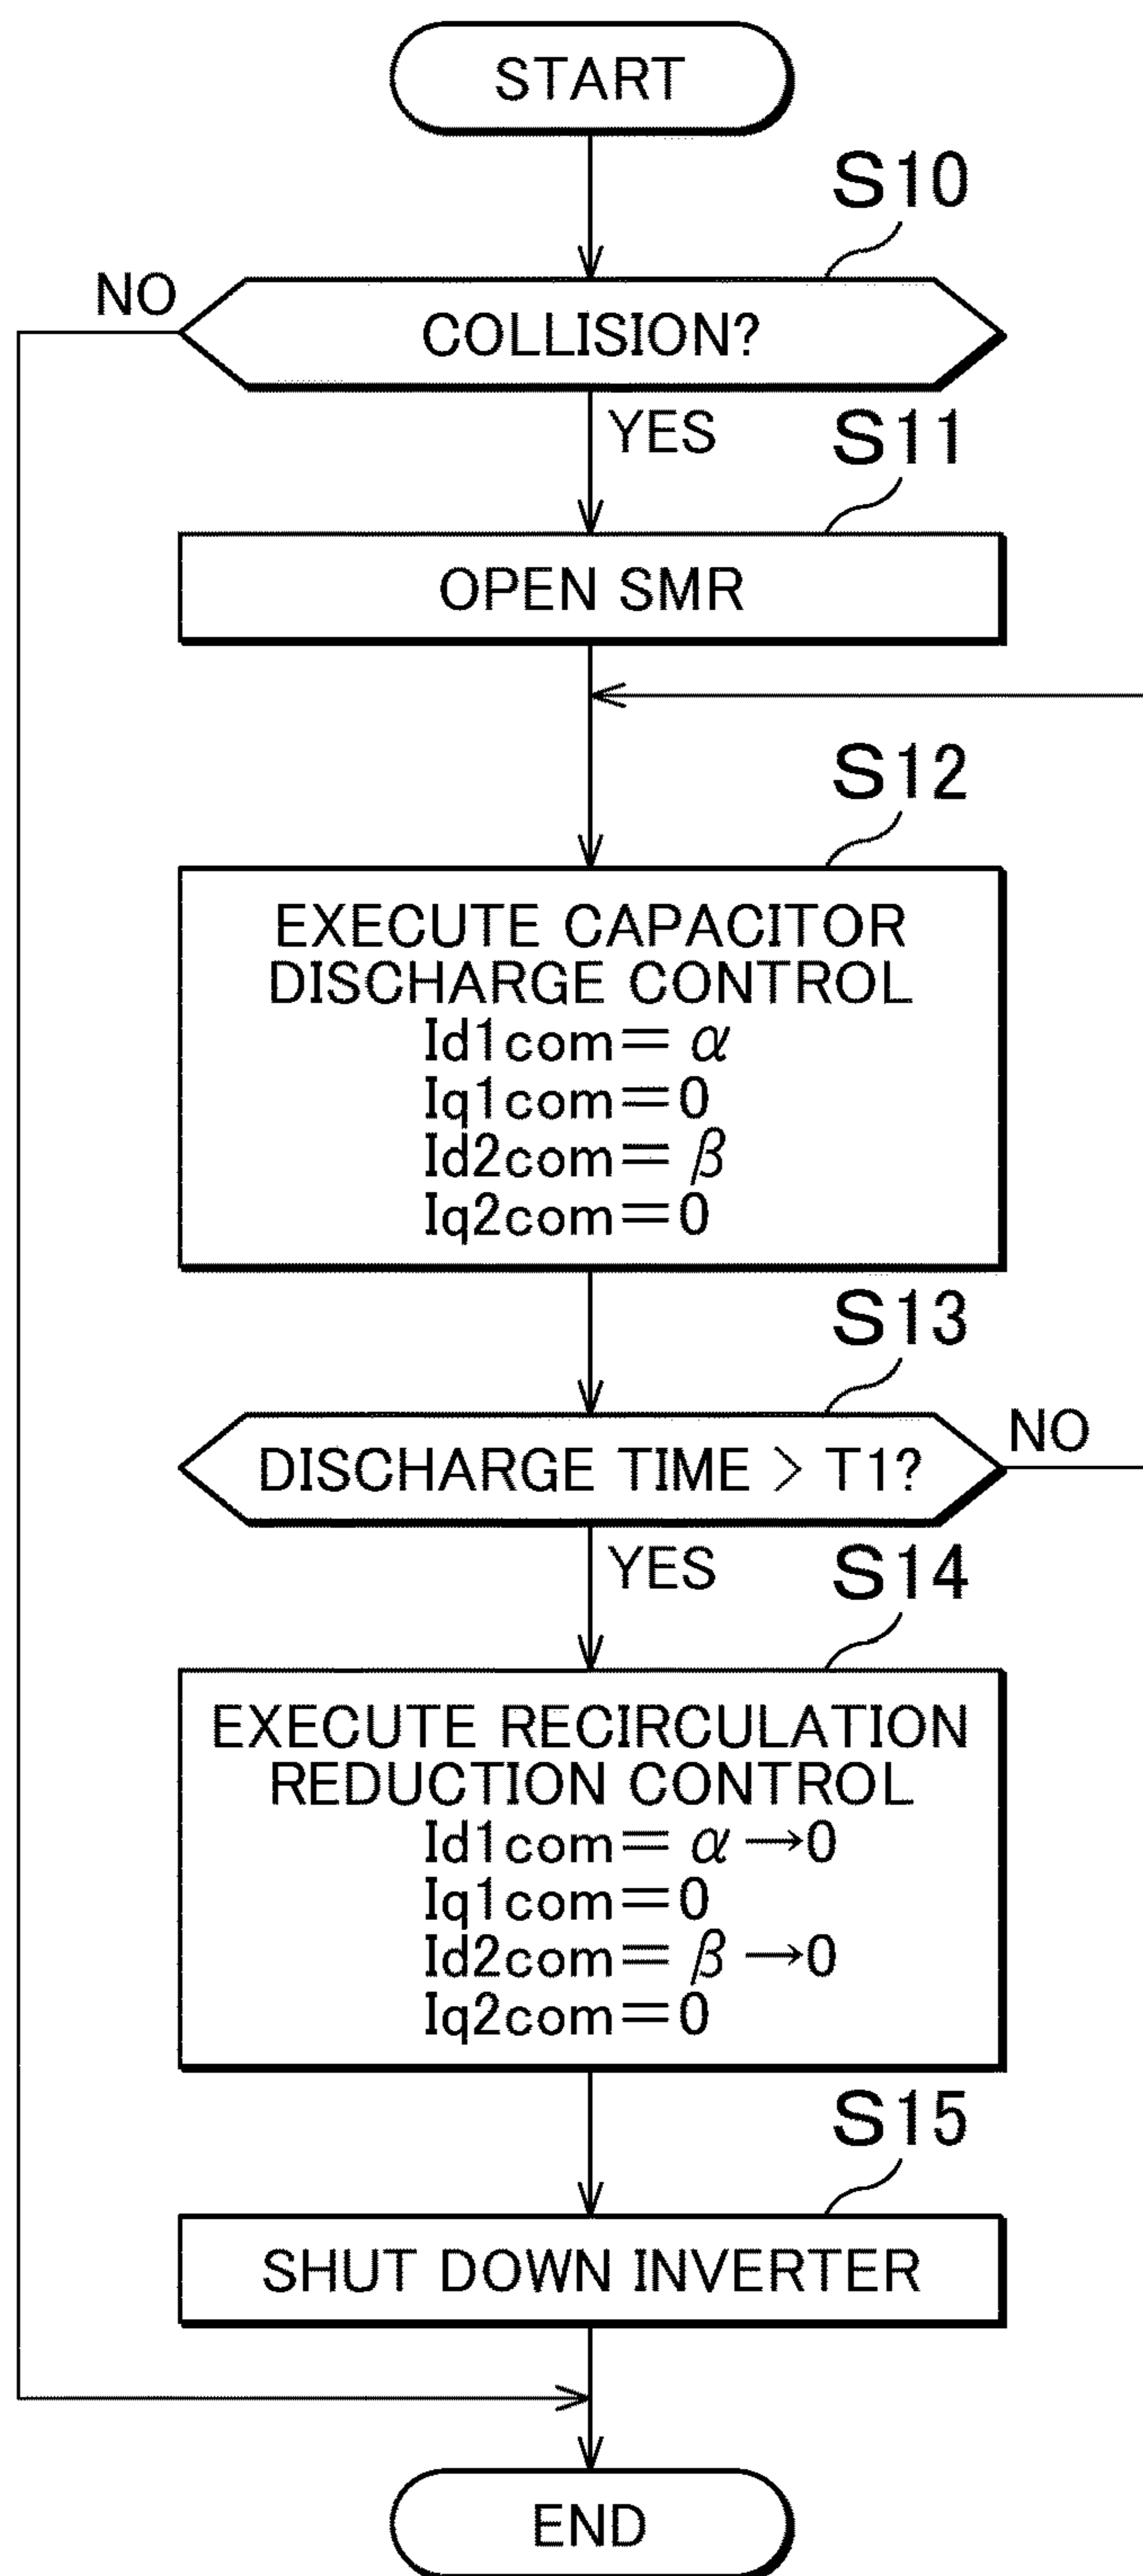 START
S10
NO
COLLISION?
YES
S11
OPEN SMR
S12
EXECUTE CAPACITOR
DISCHARGE CONTROL
Id1com= α
Iq1com=0
Id2com= β
Iq2com=0
S13
DISCHARGE TIME > T1?
NO
YES
S14
EXECUTE RECIRCULATION
REDUCTION CONTROL
Id1com= α →0
Iq1com=0
Id2com= β →0
Iq2com=0
S15
SHUT DOWN INVERTER
END